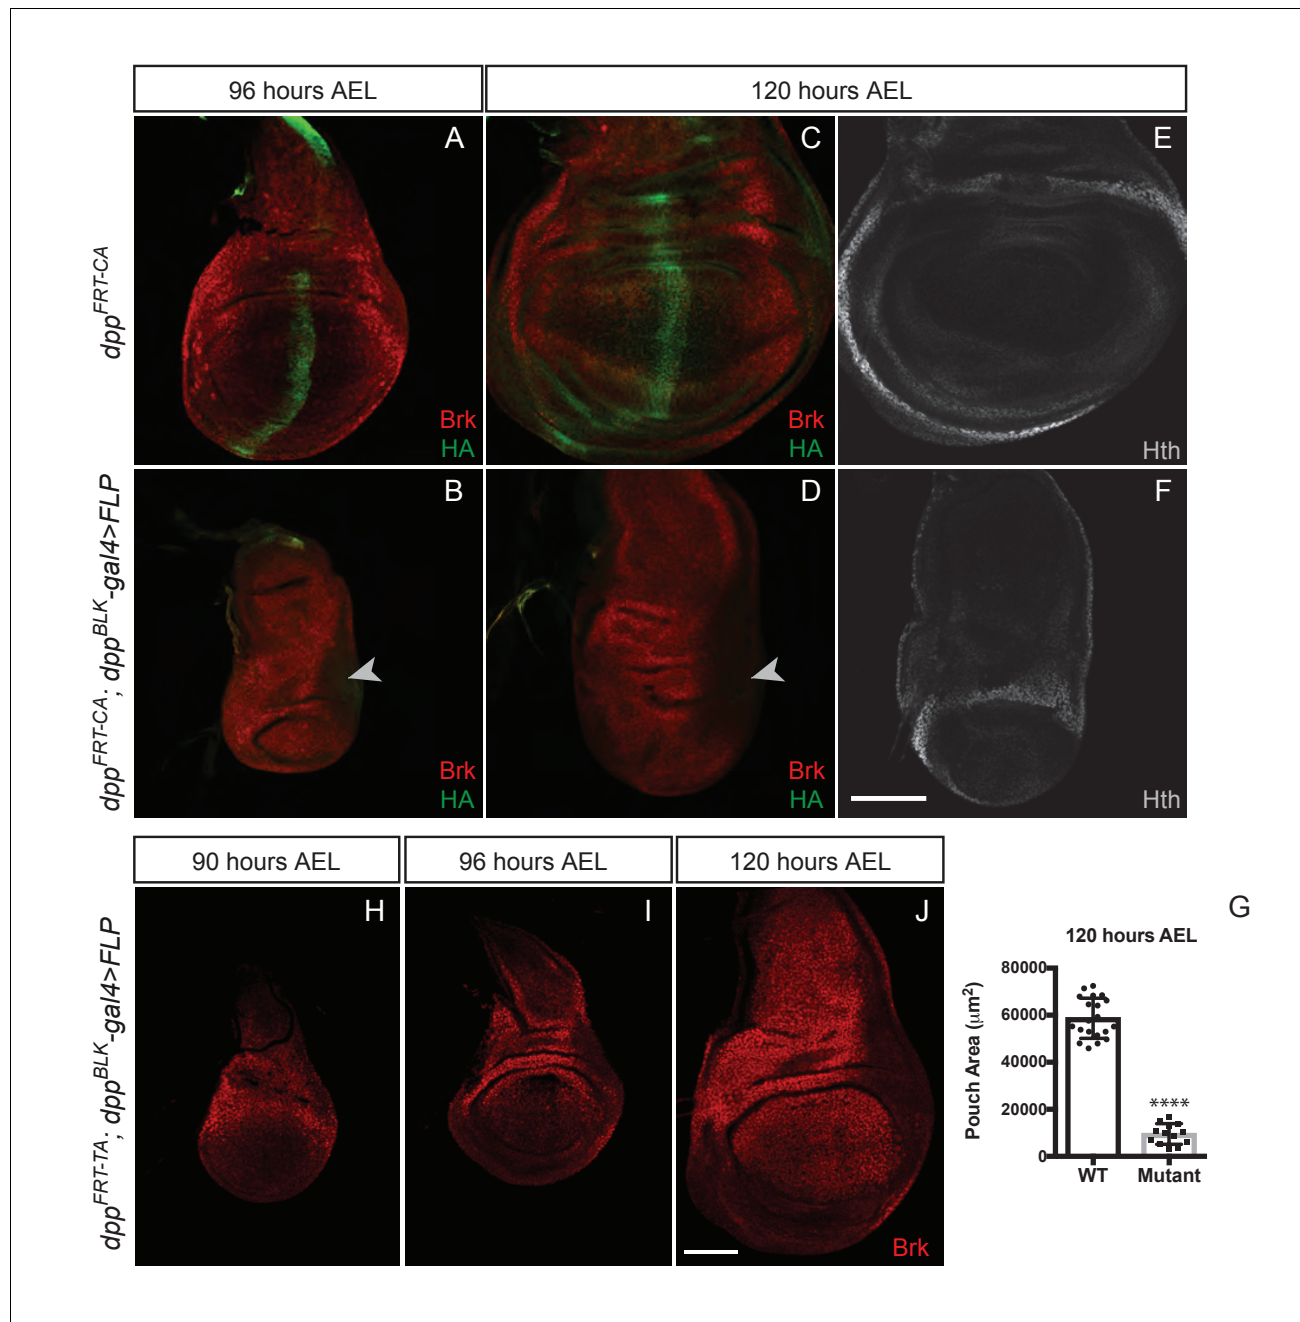 96 hours AEL
120 hours AEL
dpp^FRT-CA
A
Brk
HA
C
Brk
HA
E
Hth
dpp^FRT-CA; dpp^BLK-gal4>FLP
B
Brk
HA
D
Brk
HA
F
Hth
90 hours AEL
96 hours AEL
120 hours AEL
dpp^FRT-TA; dpp^BLK-gal4>FLP
H
I
J
Brk
G
120 hours AEL
Pouch Area (μm²)
80000
60000
40000
20000
0
****
WT
Mutant